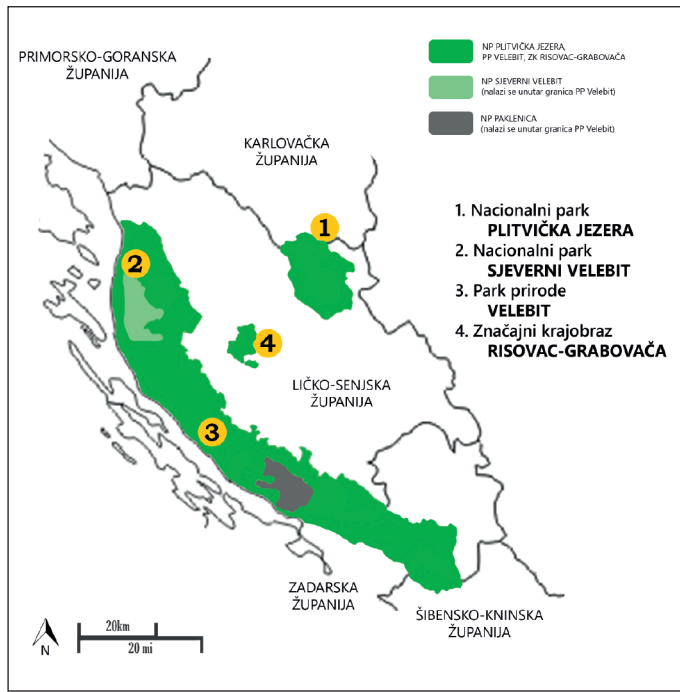 PRIMORSKO-GORANSKA
ŽUPANIJA
NP PLITVIČKA JEZERA,
PP VELEBIT, ZK RISOVAC-GRABOVAČA
NP SJEVERNI VELEBIT
(nalazi se unutar granica PP Velebit)
NP PAKLENICA
(nalazi se unutar granica PP Velebit)
KARLOVAČKA
ŽUPANIJA
1. Nacionalni park
PLITVIČKA JEZERA
2. Nacionalni park
SJEVERNI VELEBIT
3. Park prirode
VELEBIT
4. Značajni krajobraz
RISOVAC-GRABOVAČA
1
2
4
LIČKO-SENJSKA
ŽUPANIJA
3
ZADARSKA
ŽUPANIJA
ŠIBENSKO-KNINSKA
ŽUPANIJA
N
20km
20 mi